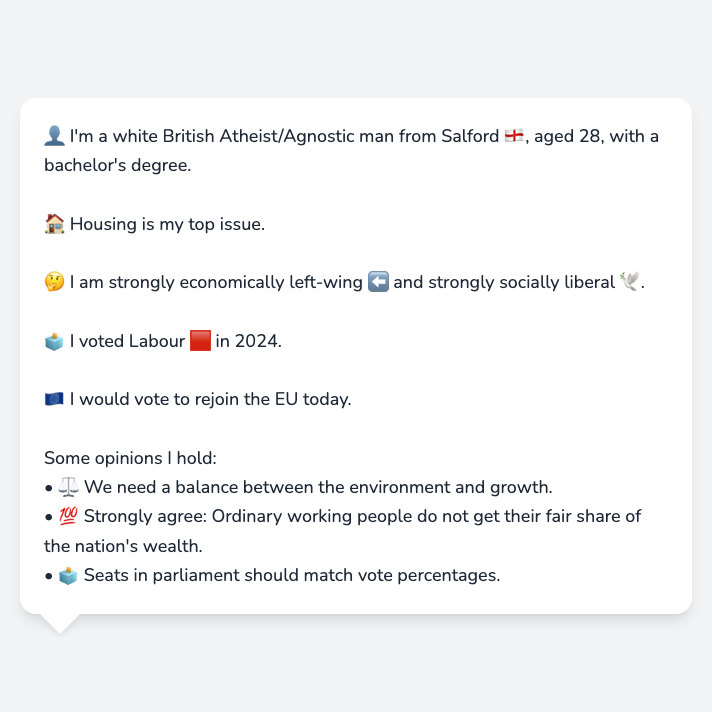 👤 I'm a white British Atheist/Agnostic man from Salford 🏴󠁧󠁢󠁥󠁮󠁧󠁿, aged 28, with a
bachelor's degree.
🏠 Housing is my top issue.
🤔 I am strongly economically left-wing ⬅️ and strongly socially liberal 🕊️.
🗳️ I voted Labour 🟥 in 2024.
🇪🇺 I would vote to rejoin the EU today.
Some opinions I hold:
• ⚖️ We need a balance between the environment and growth.
• 💯 Strongly agree: Ordinary working people do not get their fair share of
the nation's wealth.
• 🗳️ Seats in parliament should match vote percentages.